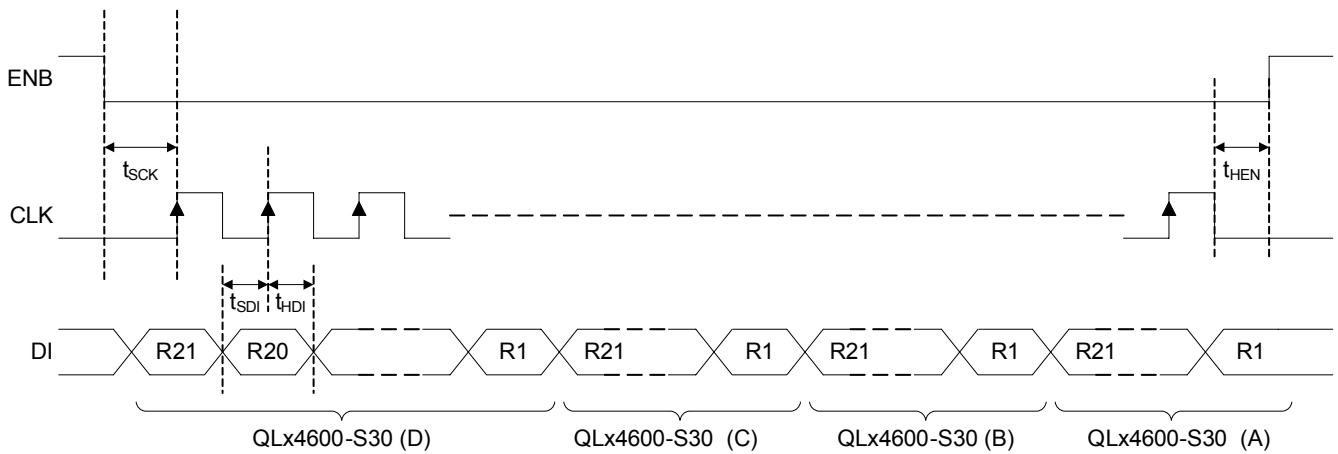 ENB
tSCK
tHEN
CLK
tSDI tHDI
DI R21 R20 R1 R21 R1 R21 R1 R21 R1
QLx4600-S30 (D) QLx4600-S30 (C) QLx4600-S30 (B) QLx4600-S30 (A)